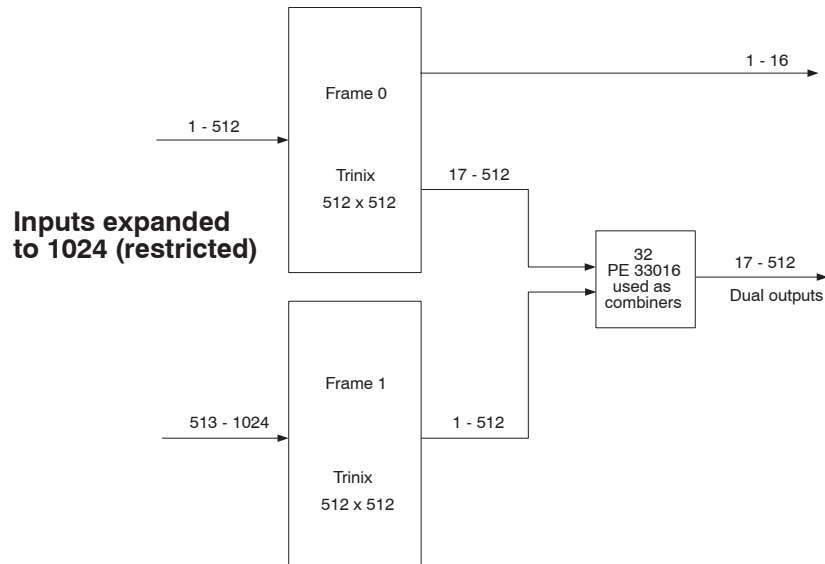 1 - 16
Frame 0
1 - 512
Trinix
512 x 512
17 - 512
Inputs expanded
to 1024 (restricted)
32
PE 33016
used as
combiners
17 - 512
Dual outputs
Frame 1
513 - 1024
1 - 512
Trinix
512 x 512